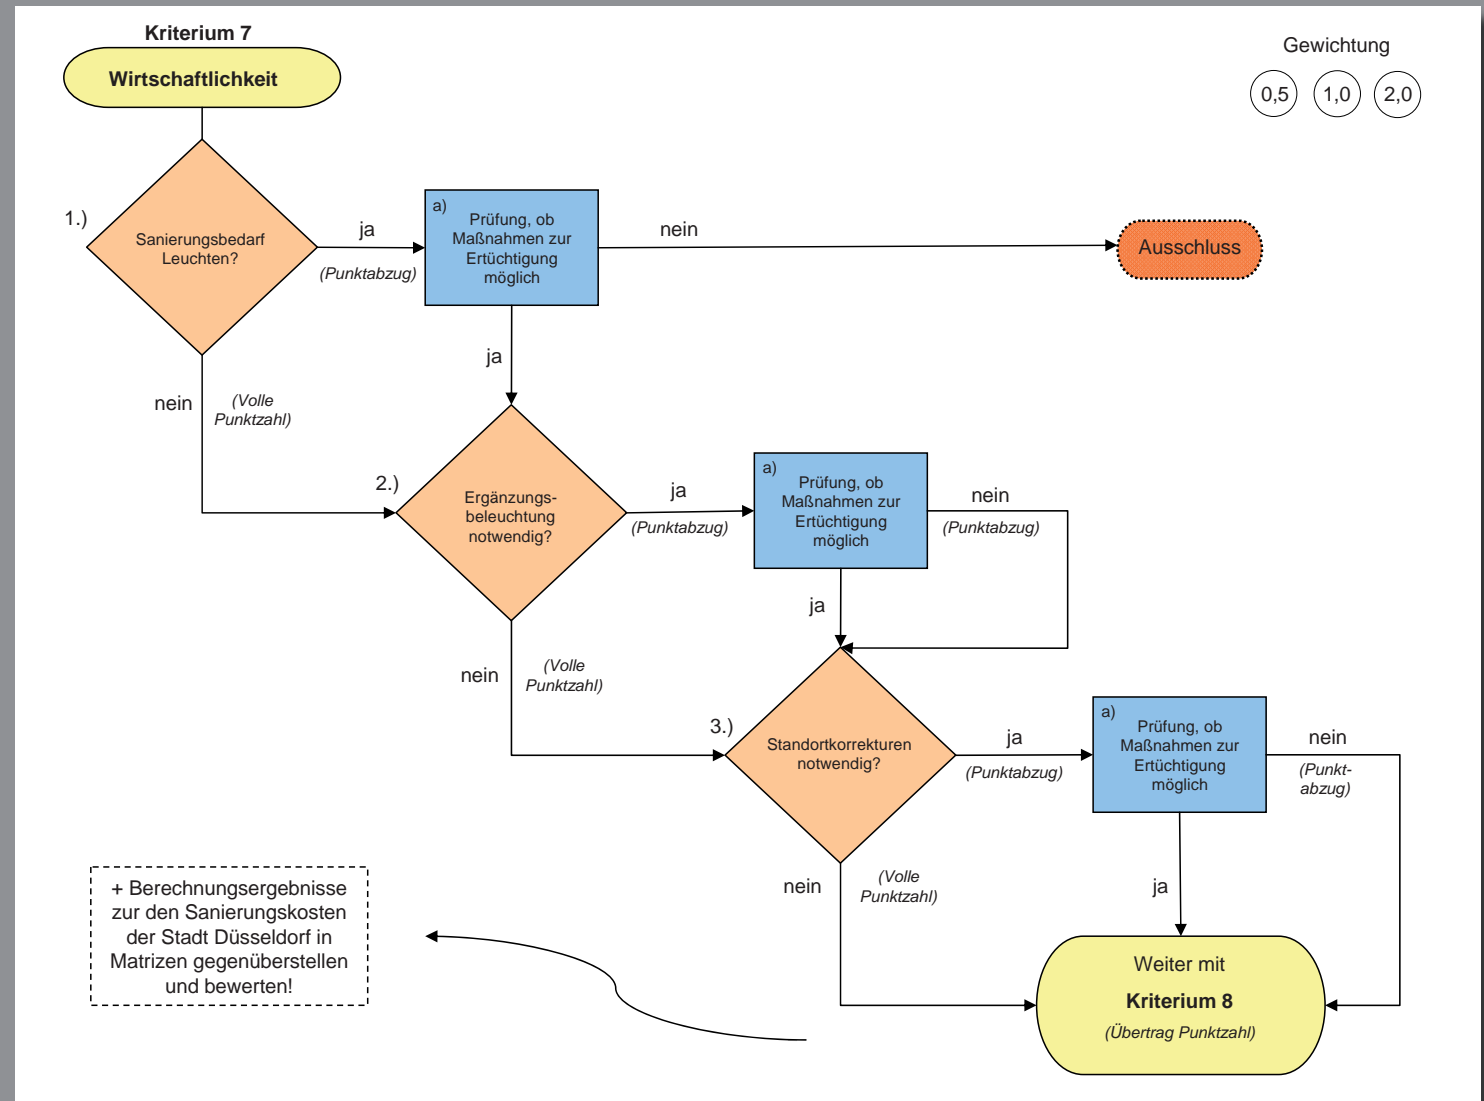 Kriterium 7
Wirtschaftlichkeit
Gewichtung
0,5
1,0
2,0
1.)
Sanierungsbedarf
Leuchten?
ja
(Punktabzug)
a)
Prüfung, ob
Maßnahmen zur
Ertüchtigung
möglich
nein
Ausschluss
ja
nein
(Volle
Punktzahl)
2.)
Ergänzungs-
beleuchtung
notwendig?
ja
(Punktabzug)
a)
Prüfung, ob
Maßnahmen zur
Ertüchtigung
möglich
nein
(Punktabzug)
ja
nein
(Volle
Punktzahl)
3.)
Standortkorrekturen
notwendig?
ja
(Punktabzug)
a)
Prüfung, ob
Maßnahmen zur
Ertüchtigung
möglich
nein
(Punkt-
abzug)
nein
(Volle
Punktzahl)
ja
+ Berechnungsergebnisse
zur den Sanierungskosten
der Stadt Düsseldorf in
Matrizen gegenüberstellen
und bewerten!
Weiter mit
Kriterium 8
(Übertrag Punktzahl)